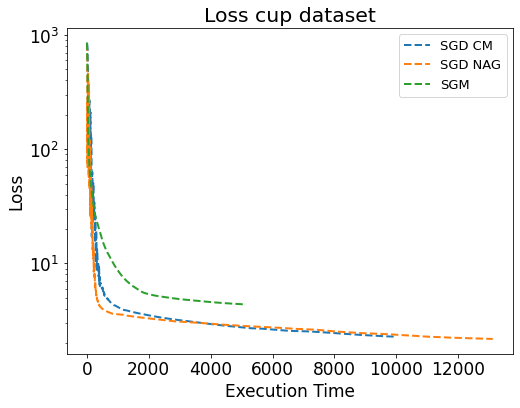 Loss cup dataset
SGD CM
SGD NAG
SGM
10³
10²
10¹
Loss
0 2000 4000 6000 8000 10000 12000
Execution Time